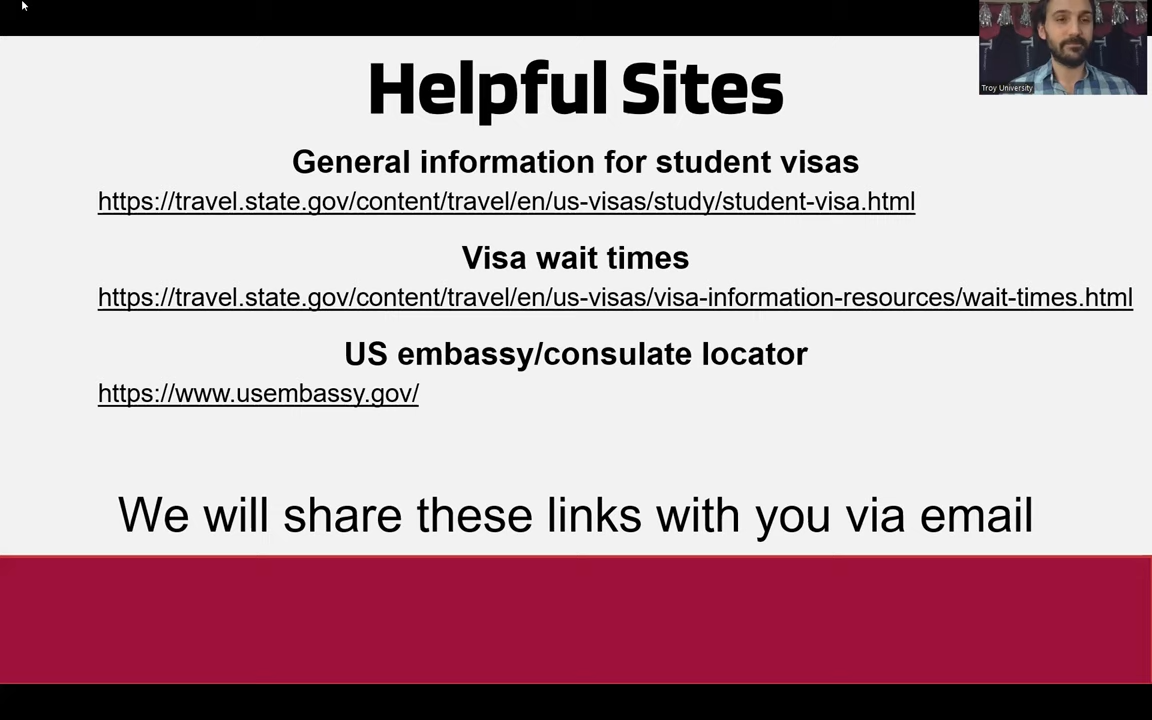 Helpful Sites
Troy University
General information for student visas
https://travel.state.gov/content/travel/en/us-visas/study/student-visa.html
Visa wait times
https://travel.state.gov/content/travel/en/us-visas/visa-information-resources/wait-times.html
US embassy/consulate locator
https://www.usembassy.gov/
We will share these links with you via email